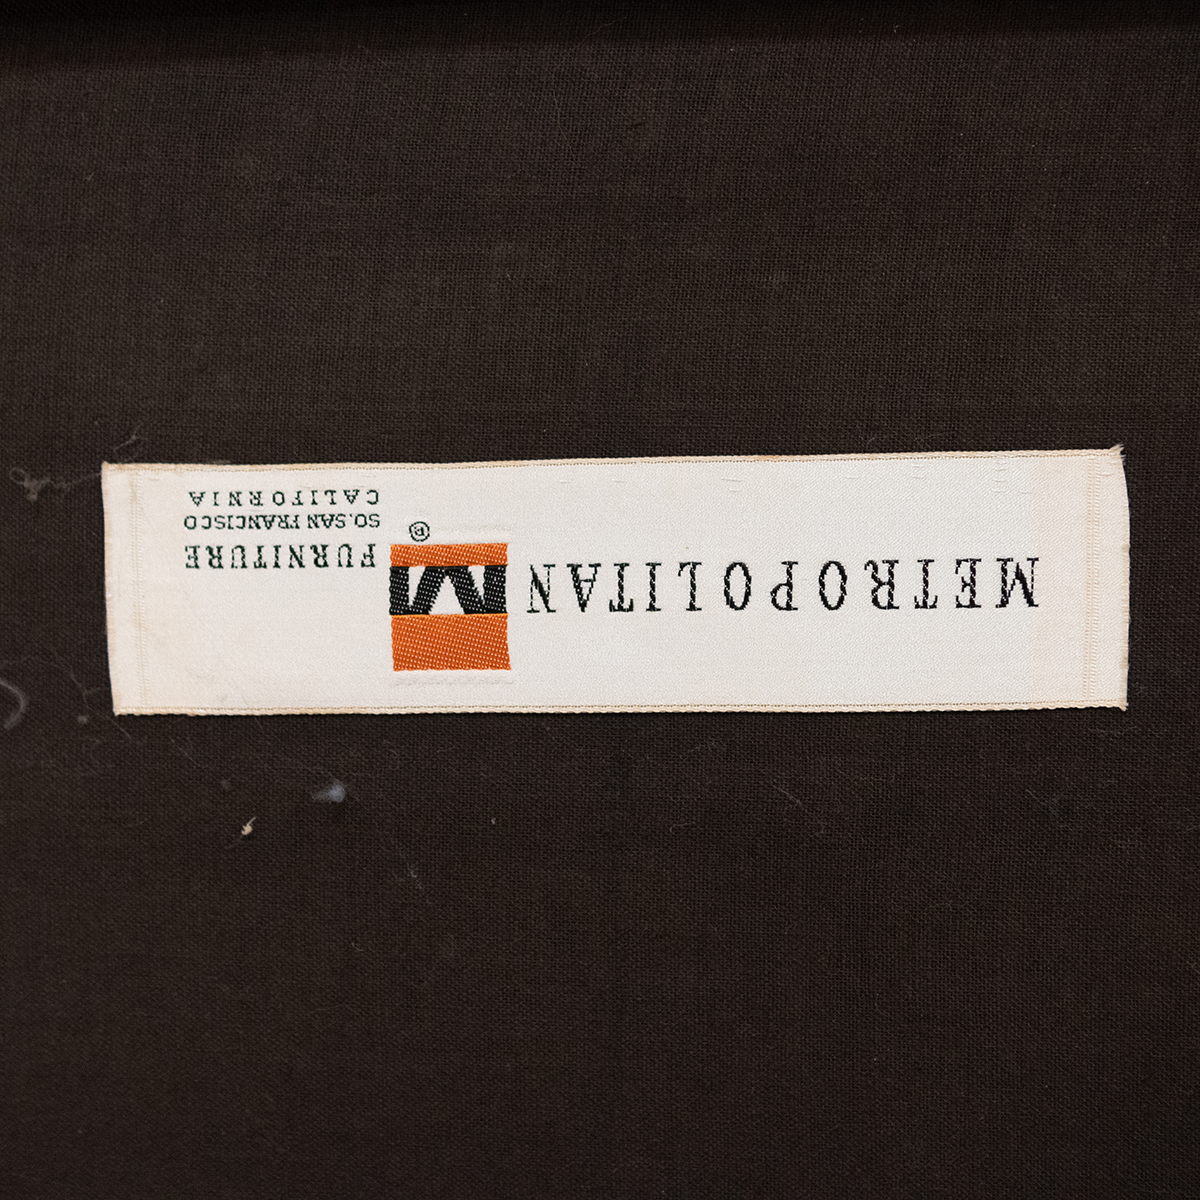 METROPOLITAN
M
®
FURNITURE
SO.SAN FRANCISCO
CALIFORNIA